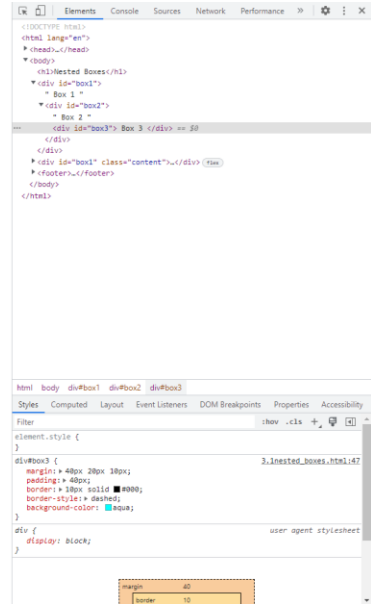 Elements Console Sources Network Performance »
<!DOCTYPE html>
<html lang="en">
<head>…</head>
<body>
<h1>Nested Boxes</h1>
<div id="box1">
" Box 1 "
<div id="box2">
" Box 2 "
<div id="box3"> Box 3 </div> == $0
</div>
</div>
<div id="box1" class="content">…</div> flex
<footer>…</footer>
</body>
</html>
html body div#box1 div#box2 div#box3
Styles Computed Layout Event Listeners DOM Breakpoints Properties Accessibility
Filter :hov .cls +
element.style {
}
div#box3 { 3.1nested_boxes.html:47
margin: 40px 20px 10px;
padding: 40px;
border: 10px solid #000;
border-style: dashed;
background-color: aqua;
}
div { user agent stylesheet
display: block;
}
margin 40
border 10